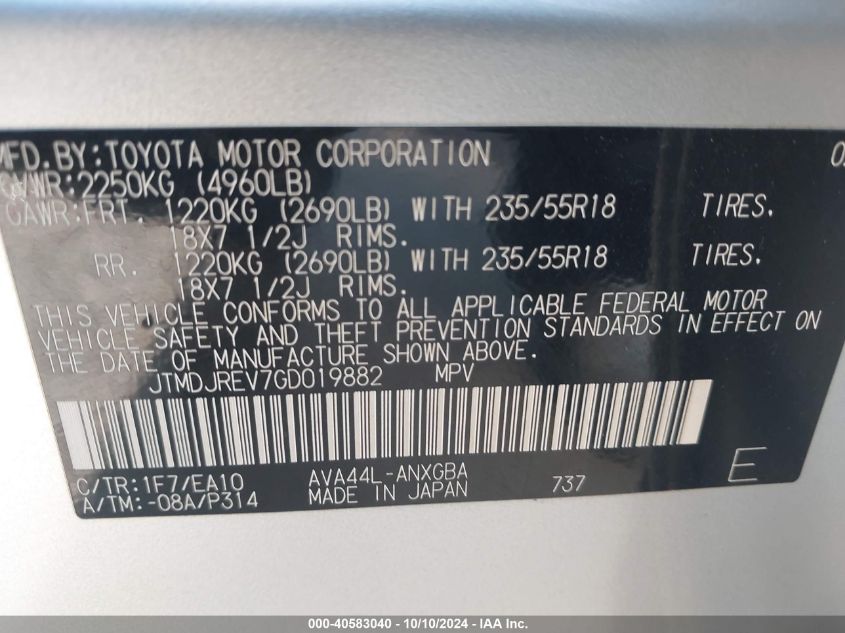 MFD. BY: TOYOTA MOTOR CORPORATION
GVWR: 2250KG (4960LB)
GAWR: FRT. 1220KG (2690LB) WITH 235/55R18 TIRES.
18X7 1/2J RIMS.
RR. 1220KG (2690LB) WITH 235/55R18 TIRES.
18X7 1/2J RIMS.
THIS VEHICLE CONFORMS TO ALL APPLICABLE FEDERAL MOTOR
VEHICLE SAFETY AND THEFT PREVENTION STANDARDS IN EFFECT ON
THE DATE OF MANUFACTURE SHOWN ABOVE.
JTMDJREV7GD019882 MPV
C/TR: 1F7/EA10 AVA44L-ANXGBA
A/TM: -08A/P314 MADE IN JAPAN 737 E
000-40583040 - 10/10/2024 - IAA Inc.